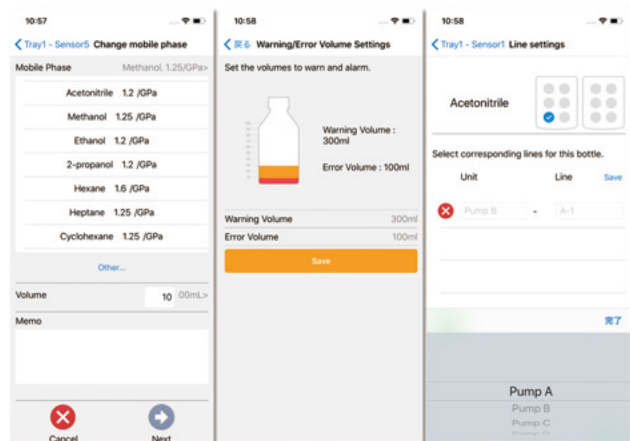 10:57
Tray1 - Sensor5 Change mobile phase
Mobile Phase Methanol, 1.25/GPa>
Acetonitrile 1.2 /GPa
Methanol 1.25 /GPa
Ethanol 1.2 /GPa
2-propanol 1.2 /GPa
Hexane 1.6 /GPa
Heptane 1.25 /GPa
Cyclohexane 1.25 /GPa
Other...
Volume 10 00mL>
Memo
Cancel Next
10:58
戻る Warning/Error Volume Settings
Set the volumes to warn and alarm.
Warning Volume :
300ml
Error Volume : 100ml
Warning Volume 300ml
Error Volume 100ml
Save
10:58
Tray1 - Sensor1 Line settings
Acetonitrile
Select corresponding lines for this bottle.
Unit Line Save
Pump B - A-1
完了
Pump A
Pump B
Pump C